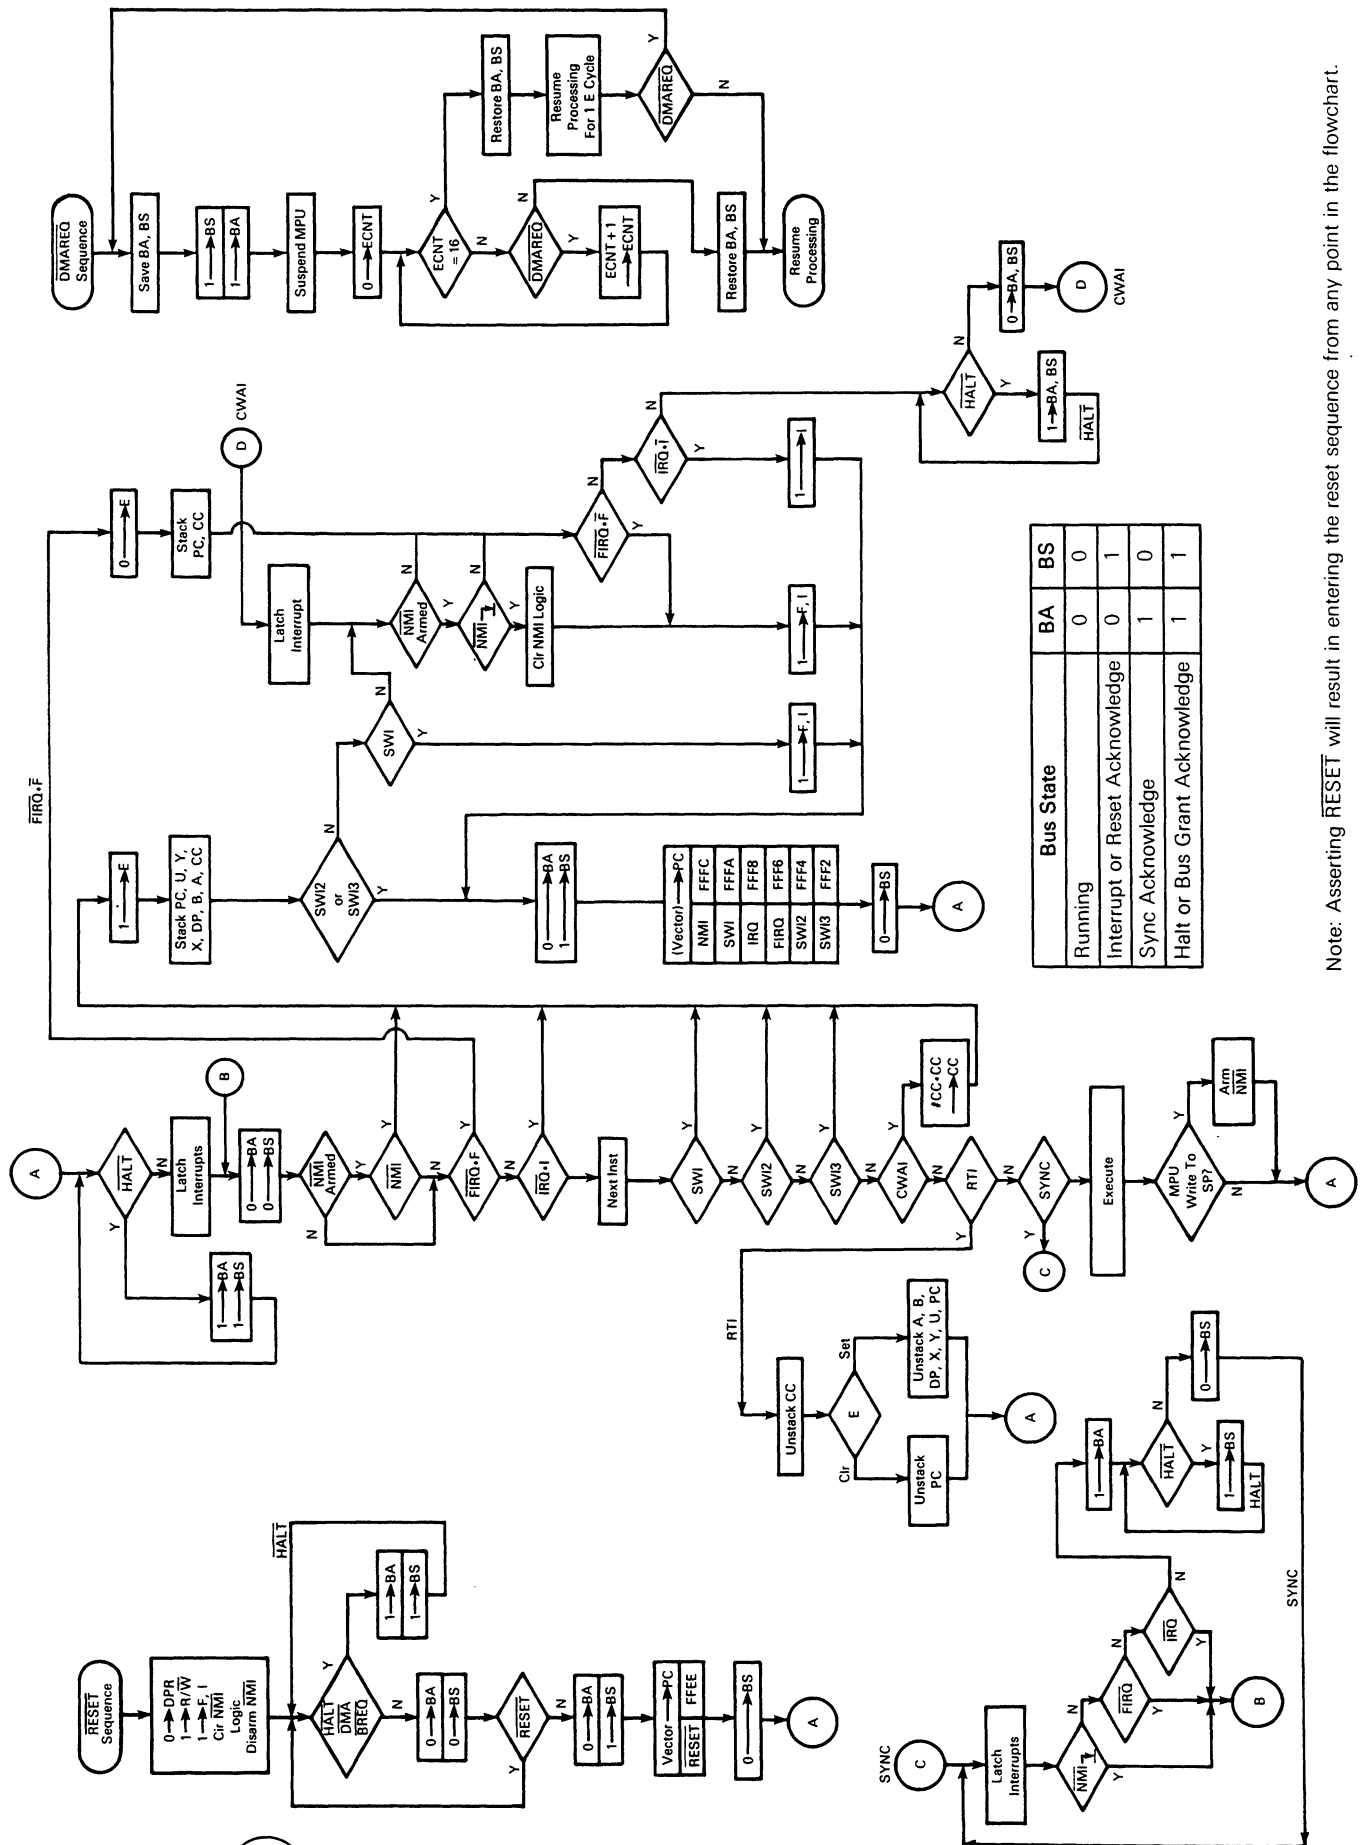 RESET
Sequence
0→DPR
1→R/W
1→F, I
Clr NMI
Logic
Disarm NMI
HALT
HALT
DMA
BREQ
Y
N
1→BA
1→BS
0→BA
0→BS
RESET
Y
N
0→BA
1→BS
Vector→PC
RESET FFEE
0→BS
A
A
HALT
Y
N
1→BA
1→BS
Latch
Interrupts
B
0→BA
0→BS
NMI
Armed
N
Y
NMI
Y
N
FIRQ•F
Y
N
IRQ•I
Y
N
Next Inst
SWI
Y
N
SWI2
Y
N
SWI3
Y
N
CWAI
Y
N
#CC•CC
→CC
RTI
Y
N
SYNC
Y
N
C
Execute
MPU
Write To
SP?
Y
N
Arm
NMI
A
RTI
Unstack CC
E
Clr
Set
Unstack
PC
Unstack A, B,
DP, X, Y, U, PC
A
SYNC
C
Latch
Interrupts
NMI
N
Y
FIRQ
N
Y
IRQ
N
Y
B
1→BA
HALT
N
Y
1→BS
HALT
0→BS
SYNC
FIRQ•F
1→E
Stack PC, U, Y,
X, DP, B, A, CC
SWI2
or
SWI3
N
Y
0→BA
1→BS
(Vector)→PC
NMI FFFC
SWI FFFA
IRQ FFF8
FIRQ FFF6
SWI2 FFF4
SWI3 FFF2
0→BS
A
SWI
N
Y
1→F, I
0→E
Stack
PC, CC
D
CWAI
Latch
Interrupt
NMI
Armed
N
Y
NMI
N
Y
Clr NMI Logic
1→F, I
FIRQ•F
N
Y
IRQ•I
N
Y
1→I
HALT
N
Y
1→BA, BS
HALT
0→BA, BS
D
CWAI
DMAREQ
Sequence
Save BA, BS
1→BS
1→BA
Suspend MPU
0→ECNT
ECNT
= 16
Y
N
DMAREQ
N
Y
ECNT + 1
→ECNT
Restore BA, BS
Resume
Processing
Restore BA, BS
Resume
Processing
For 1 E Cycle
DMAREQ
Y
N
Bus State BA BS
Running 0 0
Interrupt or Reset Acknowledge 0 1
Sync Acknowledge 1 0
Halt or Bus Grant Acknowledge 1 1
Note: Asserting RESET will result in entering the reset sequence from any point in the flowchart.